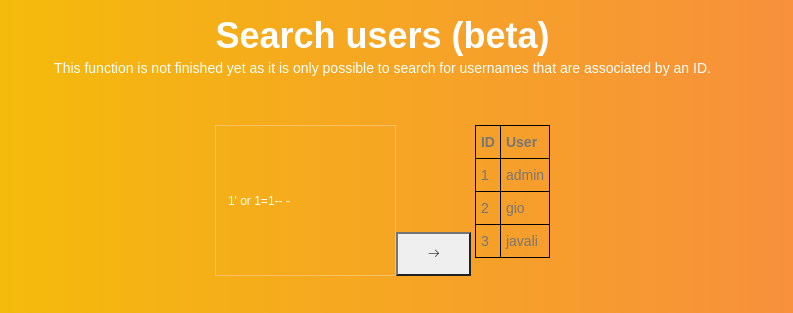 Search users (beta)
This function is not finished yet as it is only possible to search for usernames that are associated by an ID.
1' or 1=1-- -
→
ID User
1 admin
2 gio
3 javali